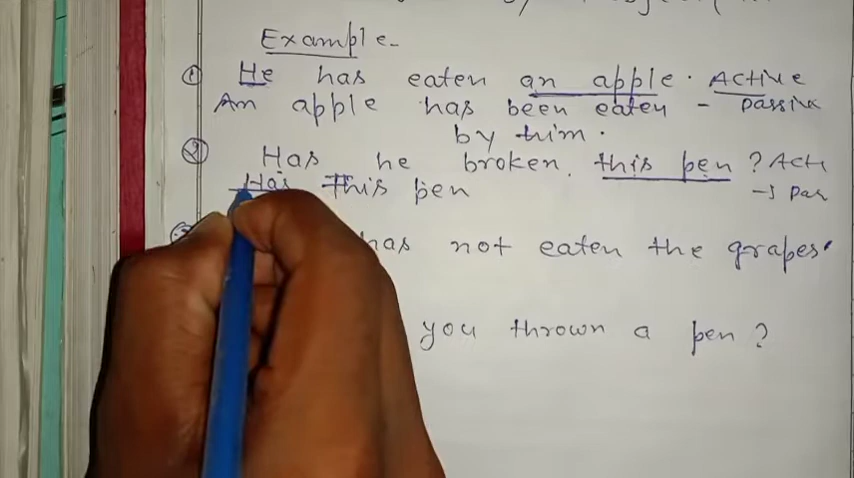 Example-
① He has eaten an apple. Active
An apple has been eaten - Passive
by him.
② Has he broken this pen? Acti
Has This pen → Pas
has not eaten the grapes.
you thrown a pen?